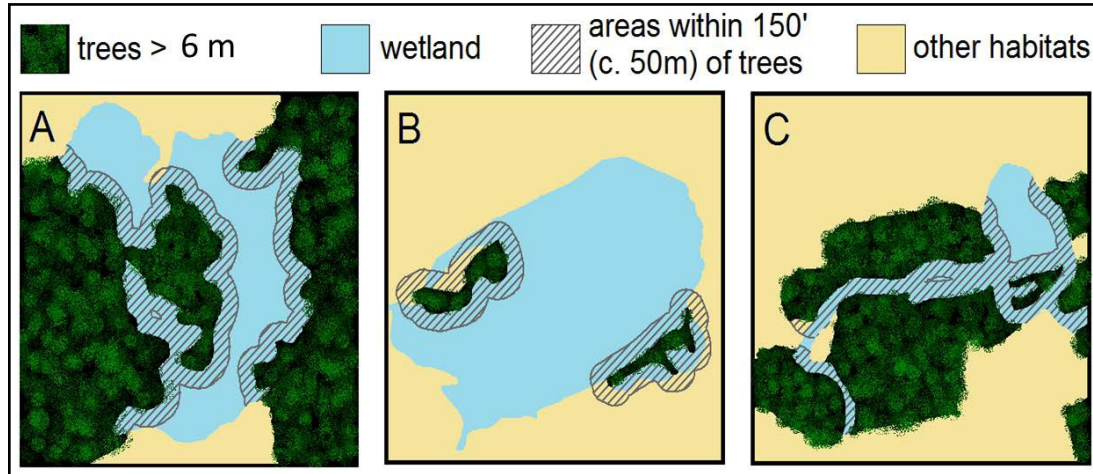 trees > 6 m
wetland
areas within 150'
(c. 50m) of trees
other habitats
A
B
C